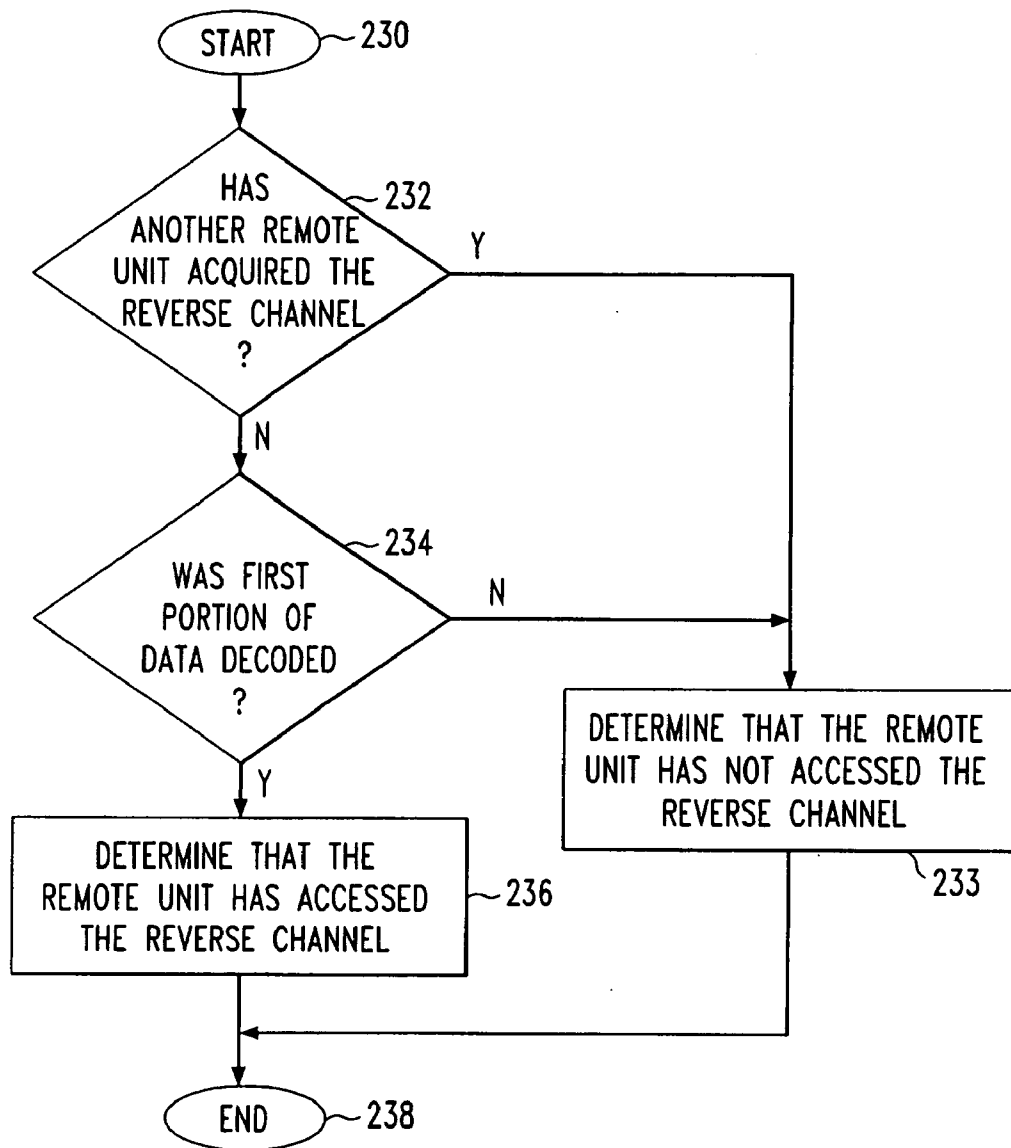 START
230
HAS
ANOTHER REMOTE
UNIT ACQUIRED THE
REVERSE CHANNEL
?
232
Y
N
WAS FIRST
PORTION OF
DATA DECODED
?
234
N
Y
DETERMINE THAT THE REMOTE
UNIT HAS NOT ACCESSED THE
REVERSE CHANNEL
233
DETERMINE THAT THE
REMOTE UNIT HAS ACCESSED
THE REVERSE CHANNEL
236
END
238